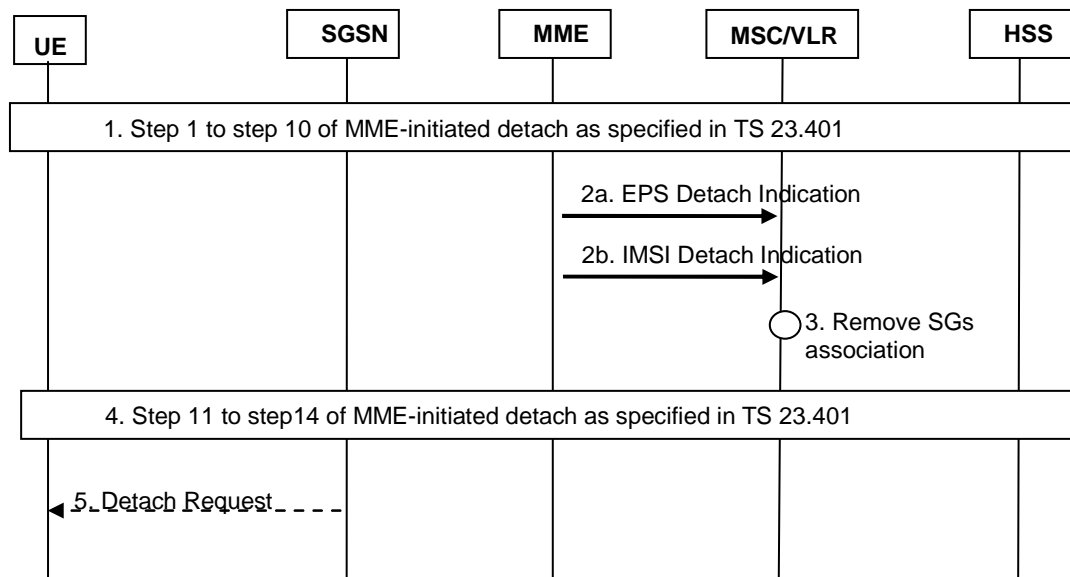 UE
SGSN
MME
MSC/VLR
HSS
1. Step 1 to step 10 of MME-initiated detach as specified in TS 23.401
2a. EPS Detach Indication
2b. IMSI Detach Indication
3. Remove SGs
association
4. Step 11 to step14 of MME-initiated detach as specified in TS 23.401
5. Detach Request